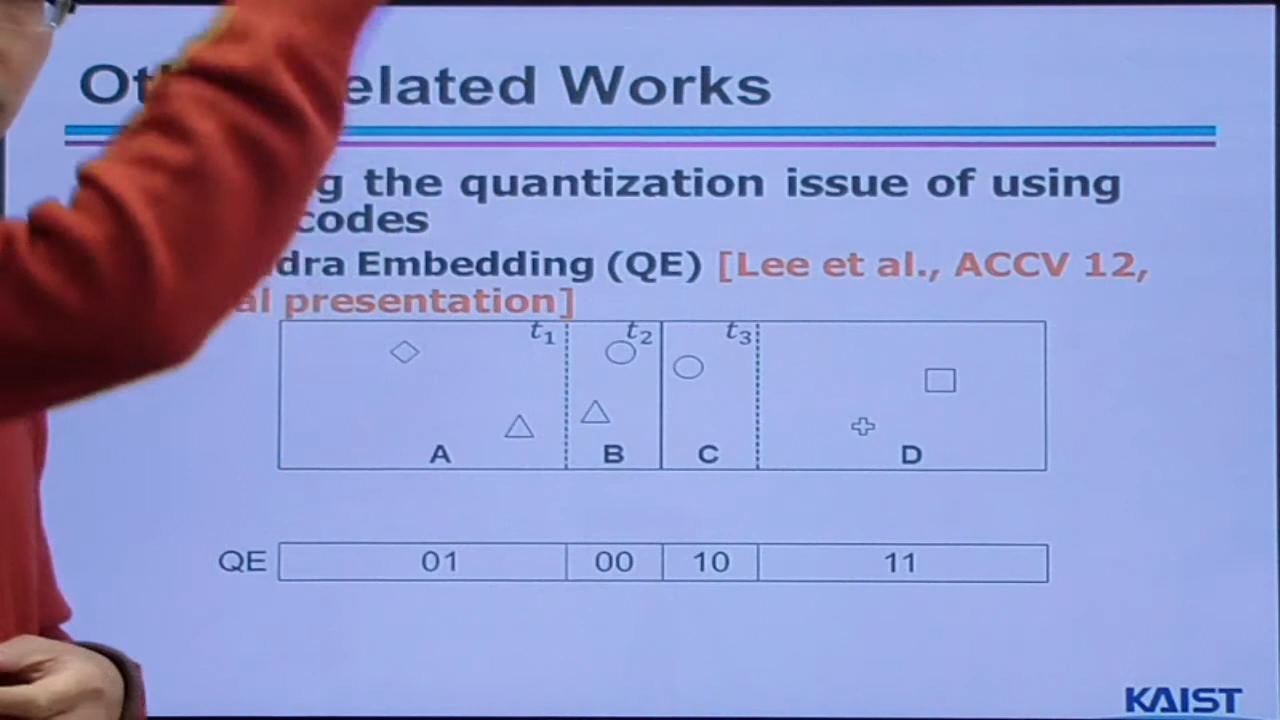 Ot elated Works
g the quantization issue of using
codes
dra Embedding (QE) [Lee et al., ACCV 12,
al presentation]
t1 t2 t3
A B C D
QE 01 00 10 11
KAIST